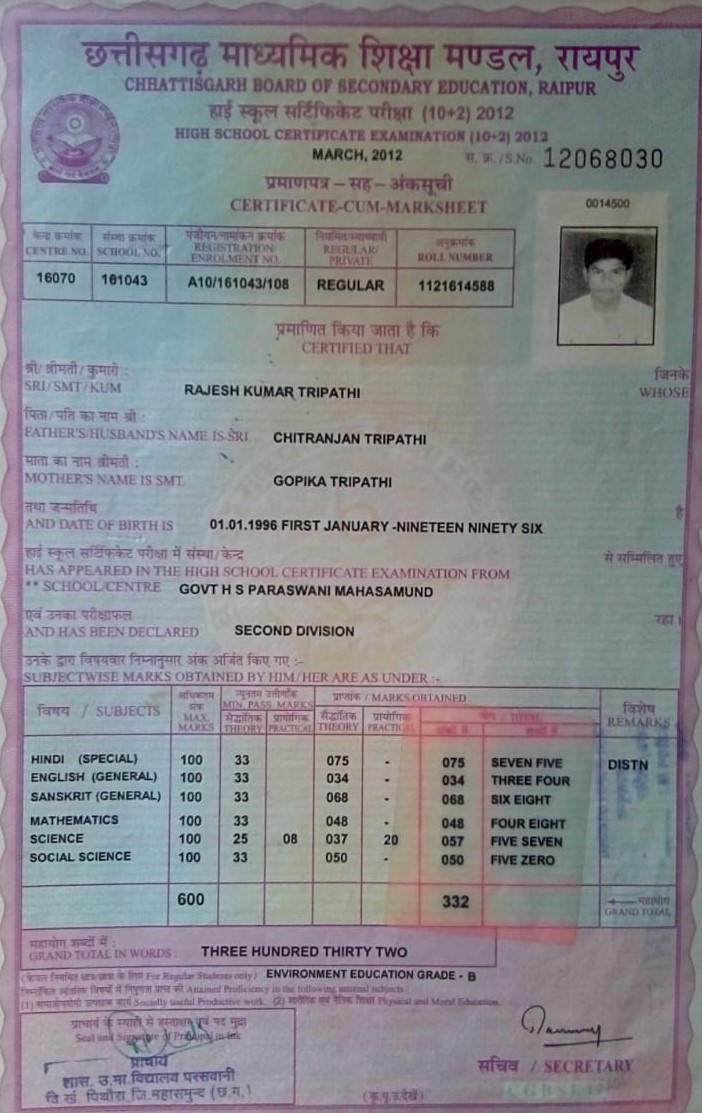 छत्तीसगढ़ माध्यमिक शिक्षा मण्डल, रायपुर
CHHATTISGARH BOARD OF SECONDARY EDUCATION, RAIPUR
हाई स्कूल सर्टिफिकेट परीक्षा (10+2) 2012
HIGH SCHOOL CERTIFICATE EXAMINATION (10+2) 2012
MARCH, 2012
स. क्र./S.No. 12068030
प्रमाणपत्र – सह – अंकसूची
CERTIFICATE-CUM-MARKSHEET
0014500
केन्द्र क्रमांक संस्था क्रमांक पंजीयन/नामांकन क्रमांक नियमित/स्वाध्यायी अनुक्रमांक
CENTRE NO. SCHOOL NO. REGISTRATION/ ENROLMENT NO. REGULAR/ PRIVATE ROLL NUMBER
16070 161043 A10/161043/108 REGULAR 1121614588
प्रमाणित किया जाता है कि
CERTIFIED THAT
श्री/श्रीमती/कुमारी : जिनके
SRI/SMT/KUM RAJESH KUMAR TRIPATHI WHOSE
पिता/पति का नाम श्री :
FATHER'S/HUSBAND'S NAME IS SRI CHITRANJAN TRIPATHI
माता का नाम श्रीमती :
MOTHER'S NAME IS SMT. GOPIKA TRIPATHI
तथा जन्मतिथि है
AND DATE OF BIRTH IS 01.01.1996 FIRST JANUARY -NINETEEN NINETY SIX
हाई स्कूल सर्टिफिकेट परीक्षा में संस्था/केन्द्र से सम्मिलित हुए
HAS APPEARED IN THE HIGH SCHOOL CERTIFICATE EXAMINATION FROM
** SCHOOL/CENTRE GOVT H S PARASWANI MAHASAMUND
एवं उनका परीक्षाफल रहा।
AND HAS BEEN DECLARED SECOND DIVISION
उनके द्वारा विषयवार निम्नानुसार अंक अर्जित किए गए :-
SUBJECTWISE MARKS OBTAINED BY HIM/HER ARE AS UNDER :-
विषय / SUBJECTS अधिकतम अंक MAX. MARKS न्यूनतम उत्तीर्णांक MIN. PASS. MARKS प्राप्तांक / MARKS OBTAINED विशेष REMARKS
सैद्धांतिक THEORY प्रायोगिक PRACTICAL सैद्धांतिक THEORY प्रायोगिक PRACTICAL योग / TOTAL
HINDI (SPECIAL) 100 33 075 - 075 SEVEN FIVE DISTN
ENGLISH (GENERAL) 100 33 034 - 034 THREE FOUR
SANSKRIT (GENERAL) 100 33 068 - 068 SIX EIGHT
MATHEMATICS 100 33 048 - 048 FOUR EIGHT
SCIENCE 100 25 08 037 20 057 FIVE SEVEN
SOCIAL SCIENCE 100 33 050 - 050 FIVE ZERO
600 332 महायोग
GRAND TOTAL
महायोग शब्दों में :
GRAND TOTAL IN WORDS : THREE HUNDRED THIRTY TWO
(केवल नियमित छात्र/छात्रा के लिए For Regular Students only) ENVIRONMENT EDUCATION GRADE - B
निम्नांकित आंतरिक विषयों में निपुणता प्राप्त की Attained Proficiency in the following internal subjects :
(1) समाजोपयोगी उत्पादक कार्य Socially useful Productive work. (2) शारीरिक एवं नैतिक शिक्षा Physical and Moral Education.
प्राचार्य के स्याही से हस्ताक्षर एवं पद मुद्रा
Seal and Signature of Principal in ink
प्राचार्य
शास. उ.मा.विद्यालय परसवानी
वि खं. पिथौरा,जि.महासमुन्द (छ.ग.)
सचिव / SECRETARY
CGBSE
(कृ.पृ.उ.देखें)